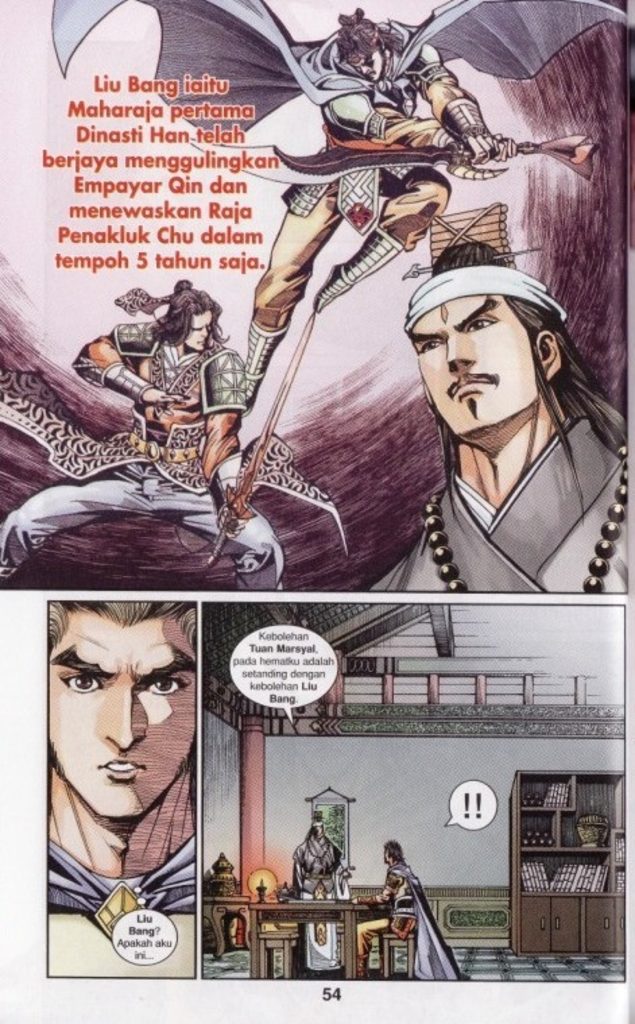 Liu Bang iaitu
Maharaja pertama
Dinasti Han telah
berjaya menggulingkan
Empayar Qin dan
menewaskan Raja
Penakluk Chu dalam
tempoh 5 tahun saja.
Liu
Bang?
Apakah aku
ini...
Kebolehan
Tuan Marsyal,
pada hematku adalah
setanding dengan
kebolehan Liu
Bang.
!!
54